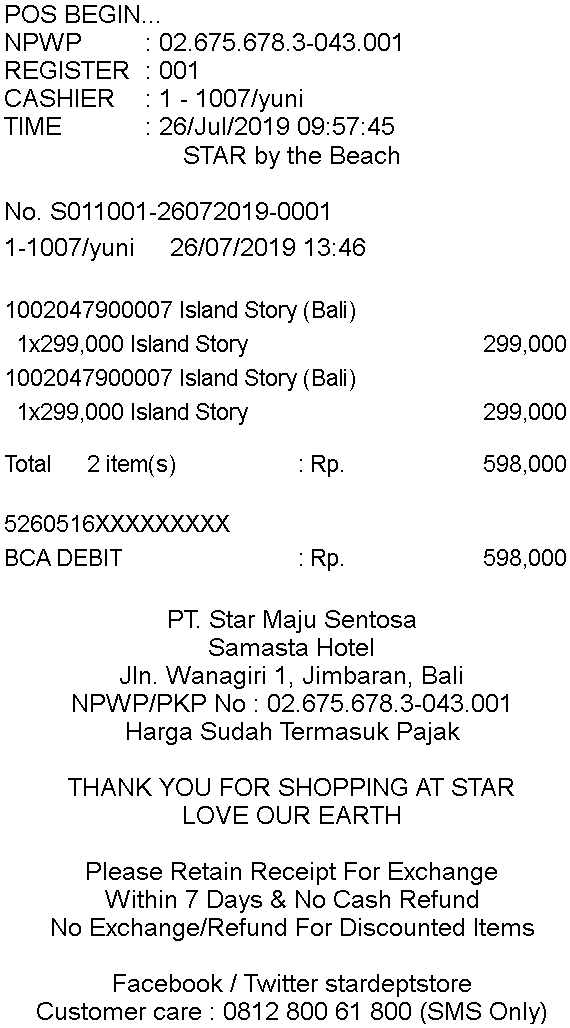 POS BEGIN...
NPWP : 02.675.678.3-043.001
REGISTER : 001
CASHIER : 1 - 1007/yuni
TIME : 26/Jul/2019 09:57:45
STAR by the Beach
No. S011001-26072019-0001
1-1007/yuni 26/07/2019 13:46
1002047900007 Island Story (Bali)
1x299,000 Island Story 299,000
1002047900007 Island Story (Bali)
1x299,000 Island Story 299,000
Total 2 item(s) : Rp. 598,000
5260516XXXXXXXXX
BCA DEBIT : Rp. 598,000
PT. Star Maju Sentosa
Samasta Hotel
Jln. Wanagiri 1, Jimbaran, Bali
NPWP/PKP No : 02.675.678.3-043.001
Harga Sudah Termasuk Pajak
THANK YOU FOR SHOPPING AT STAR
LOVE OUR EARTH
Please Retain Receipt For Exchange
Within 7 Days & No Cash Refund
No Exchange/Refund For Discounted Items
Facebook / Twitter stardeptstore
Customer care : 0812 800 61 800 (SMS Only)